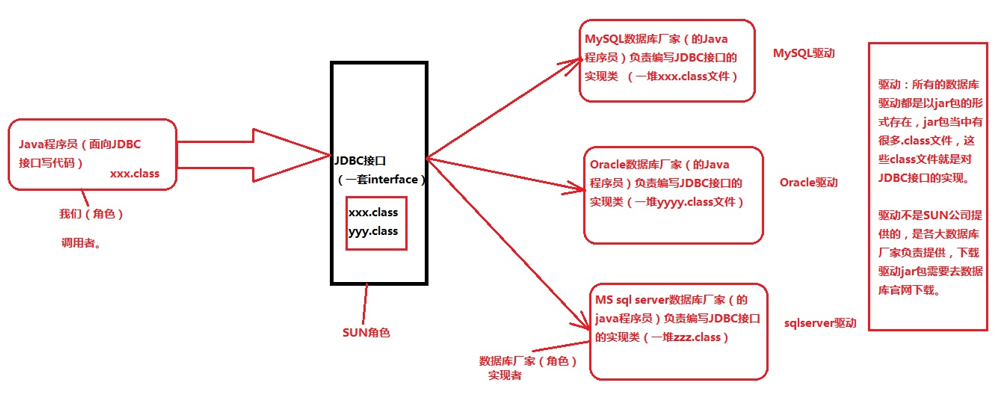 Java程序员（面向JDBC
接口写代码）
xxx.class
我们（角色）
调用者。
JDBC接口
（一套interface）
xxx.class
yyy.class
SUN角色
MySQL数据库厂家（的Java
程序员）负责编写JDBC接口的
实现类 （一堆xxx.class文件）
MySQL驱动
Oracle数据库厂家（的Java
程序员）负责编写JDBC接口的
实现类（一堆yyyy.class文件）
Oracle驱动
MS sql server数据库厂家（的
java程序员）负责编写JDBC接口
的实现类（一堆zzz.class）
sqlserver驱动
数据库厂家（角色）
实现者
驱动：所有的数据库
驱动都是以jar包的形
式存在，jar包当中有
很多.class文件，这
些class文件就是对
JDBC接口的实现。
驱动不是SUN公司提
供的，是各大数据库
厂家负责提供，下载
驱动jar包需要去数据
库官网下载。